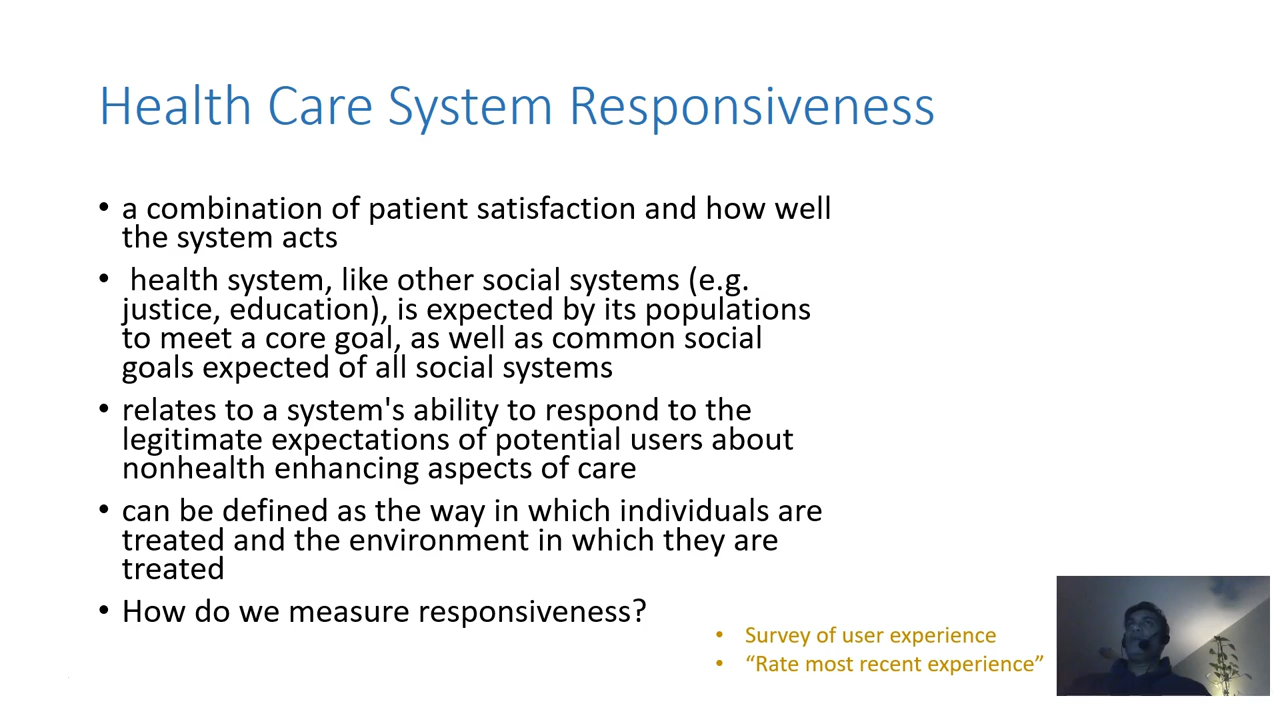 Health Care System Responsiveness
• a combination of patient satisfaction and how well
the system acts
• health system, like other social systems (e.g.
justice, education), is expected by its populations
to meet a core goal, as well as common social
goals expected of all social systems
• relates to a system's ability to respond to the
legitimate expectations of potential users about
nonhealth enhancing aspects of care
• can be defined as the way in which individuals are
treated and the environment in which they are
treated
• How do we measure responsiveness?
• Survey of user experience
• “Rate most recent experience”